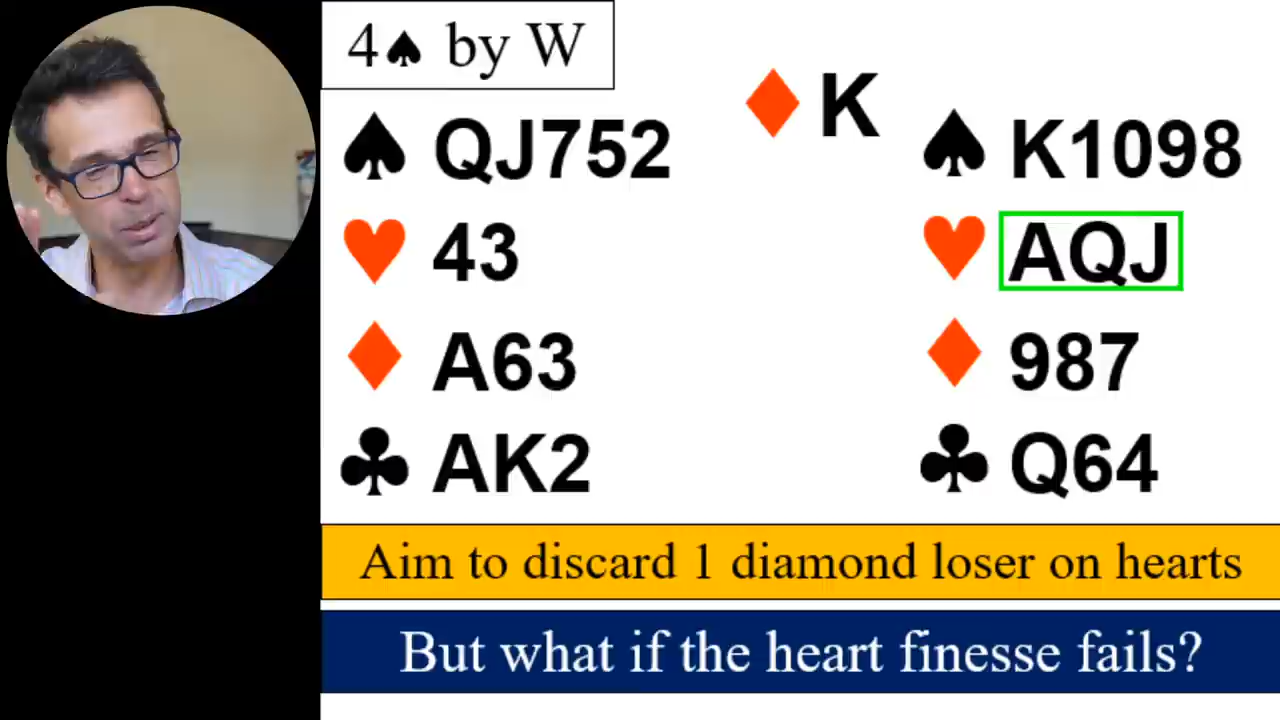 4♠ by W
♦ K
♠ QJ752
♠ K1098
♥ 43
♥ AQJ
♦ A63
♦ 987
♣ AK2
♣ Q64
Aim to discard 1 diamond loser on hearts
But what if the heart finesse fails?